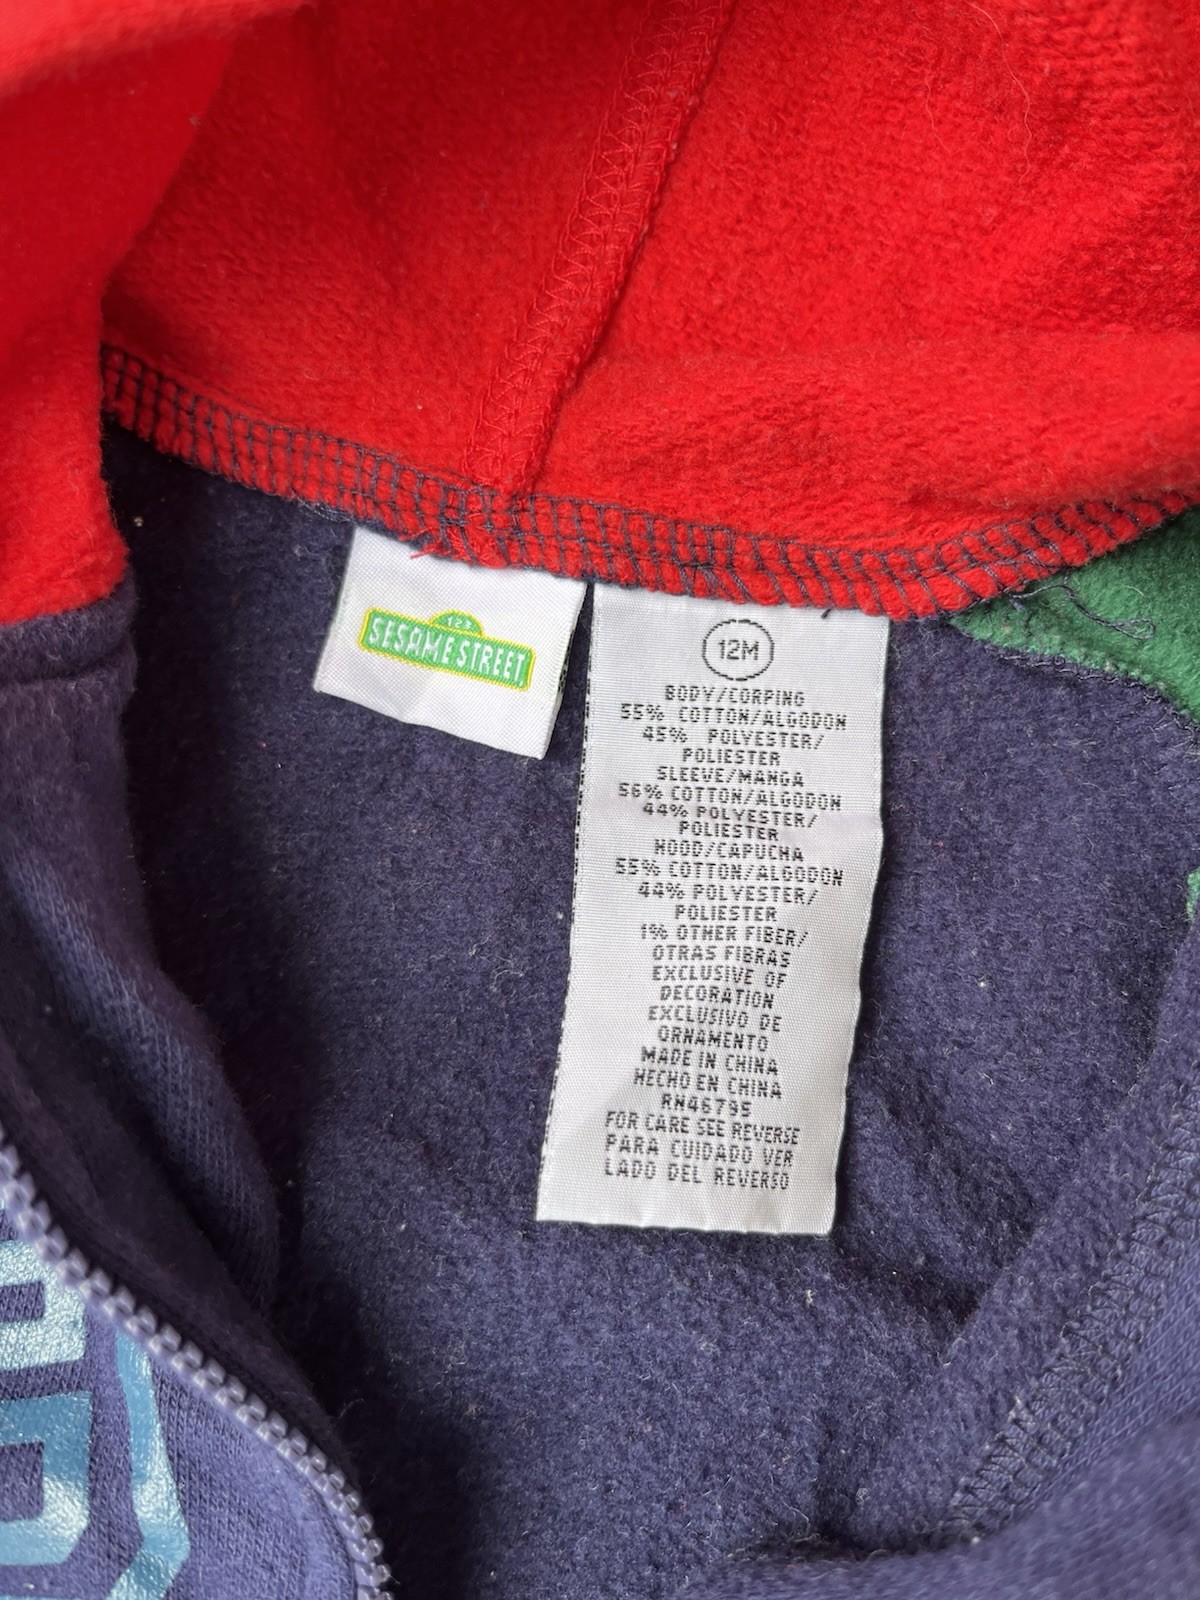 123
SESAME STREET
12M
BODY/CORPING
55% COTTON/ALGODON
45% POLYESTER/
POLIESTER
SLEEVE/MANGA
56% COTTON/ALGODON
44% POLYESTER/
POLIESTER
HOOD/CAPUCHA
55% COTTON/ALGODON
44% POLYESTER/
POLIESTER
1% OTHER FIBER/
OTRAS FIBRAS
EXCLUSIVE OF
DECORATION
EXCLUSIVO DE
ORNAMENTO
MADE IN CHINA
HECHO EN CHINA
RN46795
FOR CARE SEE REVERSE
PARA CUIDADO VER
LADO DEL REVERSO